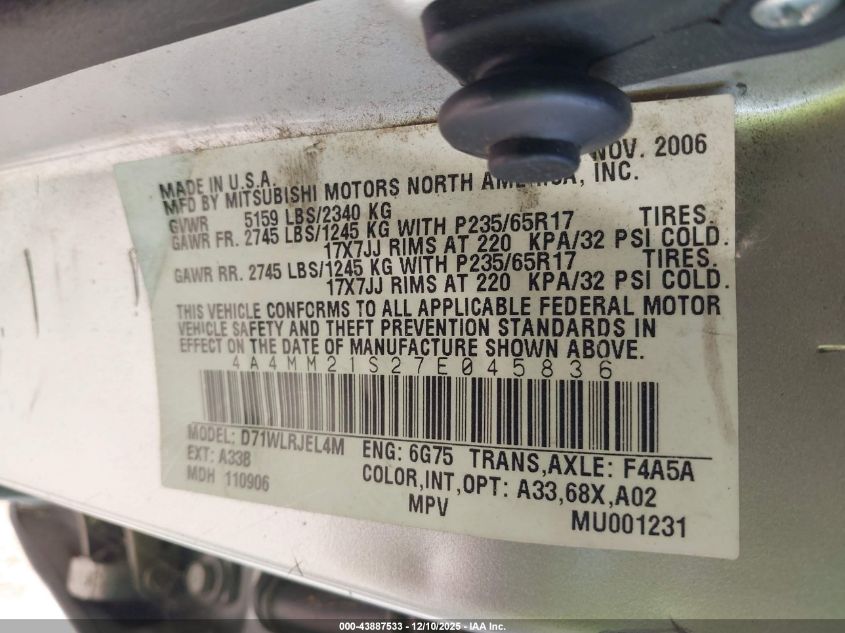 MADE IN U.S.A. NOV. 2006
MFD BY MITSUBISHI MOTORS NORTH AMERICA, INC.
GVWR 5159 LBS/2340 KG
GAWR FR. 2745 LBS/1245 KG WITH P235/65R17 TIRES.
17X7JJ RIMS AT 220 KPA/32 PSI COLD.
GAWR RR. 2745 LBS/1245 KG WITH P235/65R17 TIRES.
17X7JJ RIMS AT 220 KPA/32 PSI COLD.
THIS VEHICLE CONFORMS TO ALL APPLICABLE FEDERAL MOTOR
VEHICLE SAFETY AND THEFT PREVENTION STANDARDS IN
EFFECT ON THE DATE OF MANUFACTURE SHOWN ABOVE.
4A4MM21S27E045836
MODEL: D71WLRJEL4M ENG: 6G75 TRANS,AXLE: F4A5A
EXT: A33B COLOR,INT,OPT: A33,68X,A02
MDH 110906 MPV MU001231
000-43887533 - 12/10/2025 - IAA Inc.